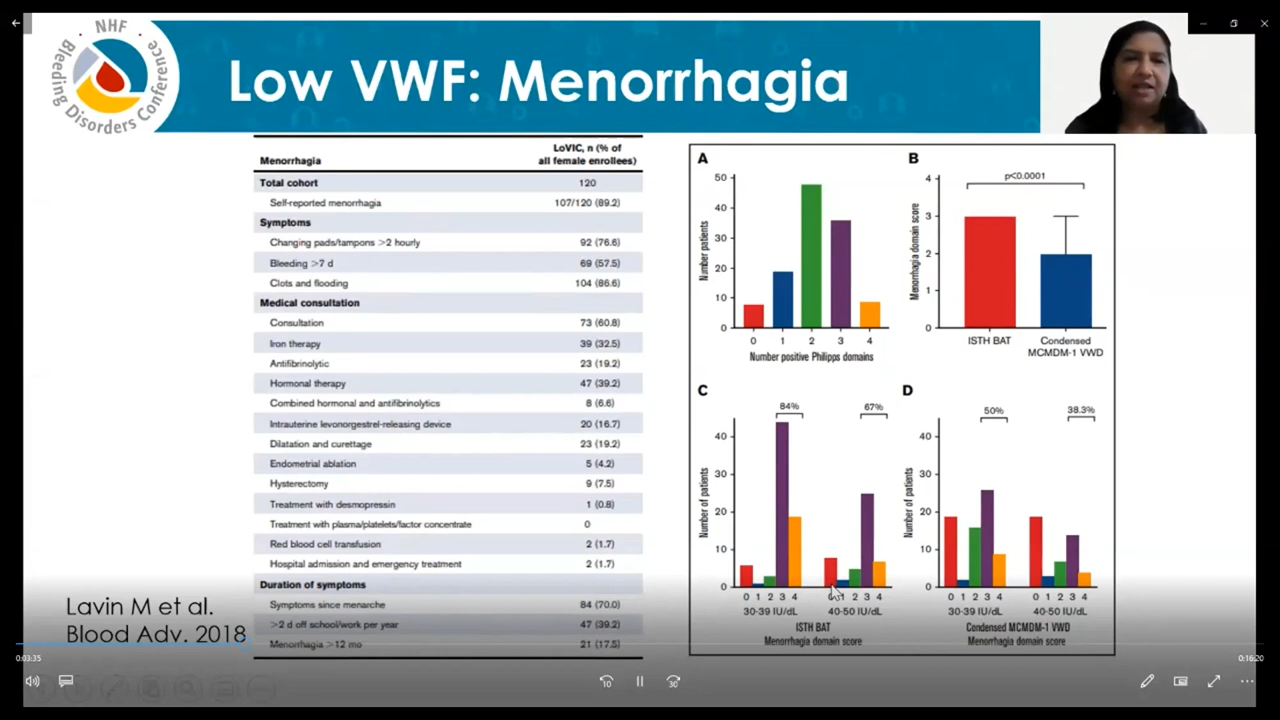 NHF
Bleeding Disorders Conference
Low VWF: Menorrhagia
Menorrhagia LoVIC, n (% of all female enrollees)
Total cohort 120
Self-reported menorrhagia 107/120 (89.2)
Symptoms
Changing pads/tampons >2 hourly 92 (76.6)
Bleeding >7 d 69 (57.5)
Clots and flooding 104 (86.6)
Medical consultation
Consultation 73 (60.8)
Iron therapy 39 (32.5)
Antifibrinolytic 23 (19.2)
Hormonal therapy 47 (39.2)
Combined hormonal and antifibrinolytics 8 (6.6)
Intrauterine levonorgestrel-releasing device 20 (16.7)
Dilatation and curettage 23 (19.2)
Endometrial ablation 5 (4.2)
Hysterectomy 9 (7.5)
Treatment with desmopressin 1 (0.8)
Treatment with plasma/platelets/factor concentrate 0
Red blood cell transfusion 2 (1.7)
Hospital admission and emergency treatment 2 (1.7)
Duration of symptoms
Symptoms since menarche 84 (70.0)
>2 d off school/work per year 47 (39.2)
Menorrhagia >12 mo 21 (17.5)
Lavin M et al.
Blood Adv. 2018
A
Number patients
50
40
30
20
10
0
0 1 2 3 4
Number positive Philipps domains
B
Menorrhagia domain score
p<0.0001
4
3
2
1
0
ISTH BAT
Condensed
MCMDM-1 VWD
C
Number of patients
84% 67%
40
30
20
10
0
0 1 2 3 4 0 1 2 3 4
30-39 IU/dL 40-50 IU/dL
ISTH BAT
Menorrhagia domain score
D
Number of patients
50% 38.3%
40
30
20
10
0
0 1 2 3 4 0 1 2 3 4
30-39 IU/dL 40-50 IU/dL
Condensed MCMDM-1 VWD
Menorrhagia domain score
0:03:35 0:16:20
10 30